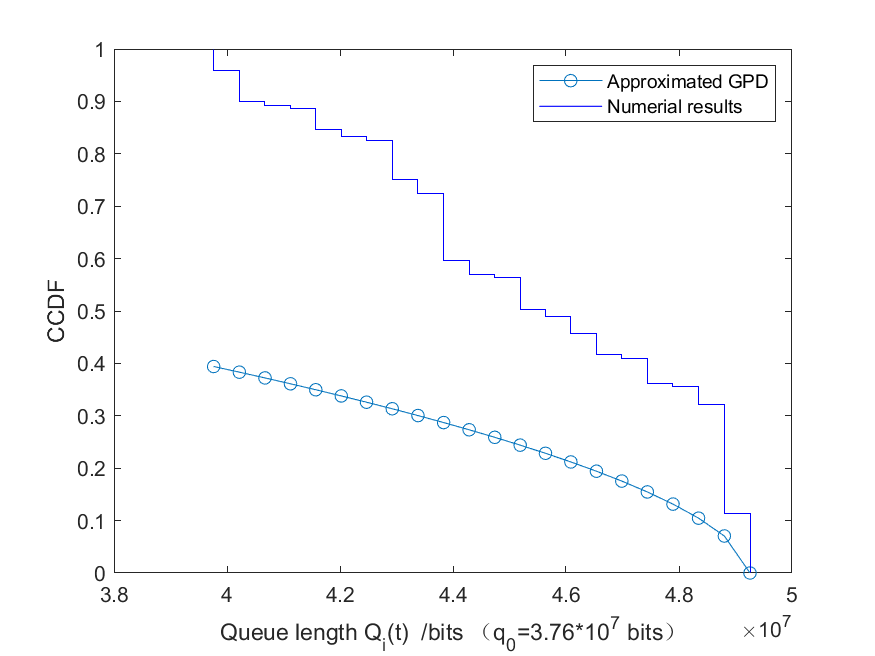 1
0.9
0.8
0.7
0.6
0.5
0.4
0.3
0.2
0.1
0
CCDF
Approximated GPD
Numerial results
3.8 4 4.2 4.4 4.6 4.8 5
×10^7
Queue length Q_i(t) /bits （q_0=3.76*10^7 bits）